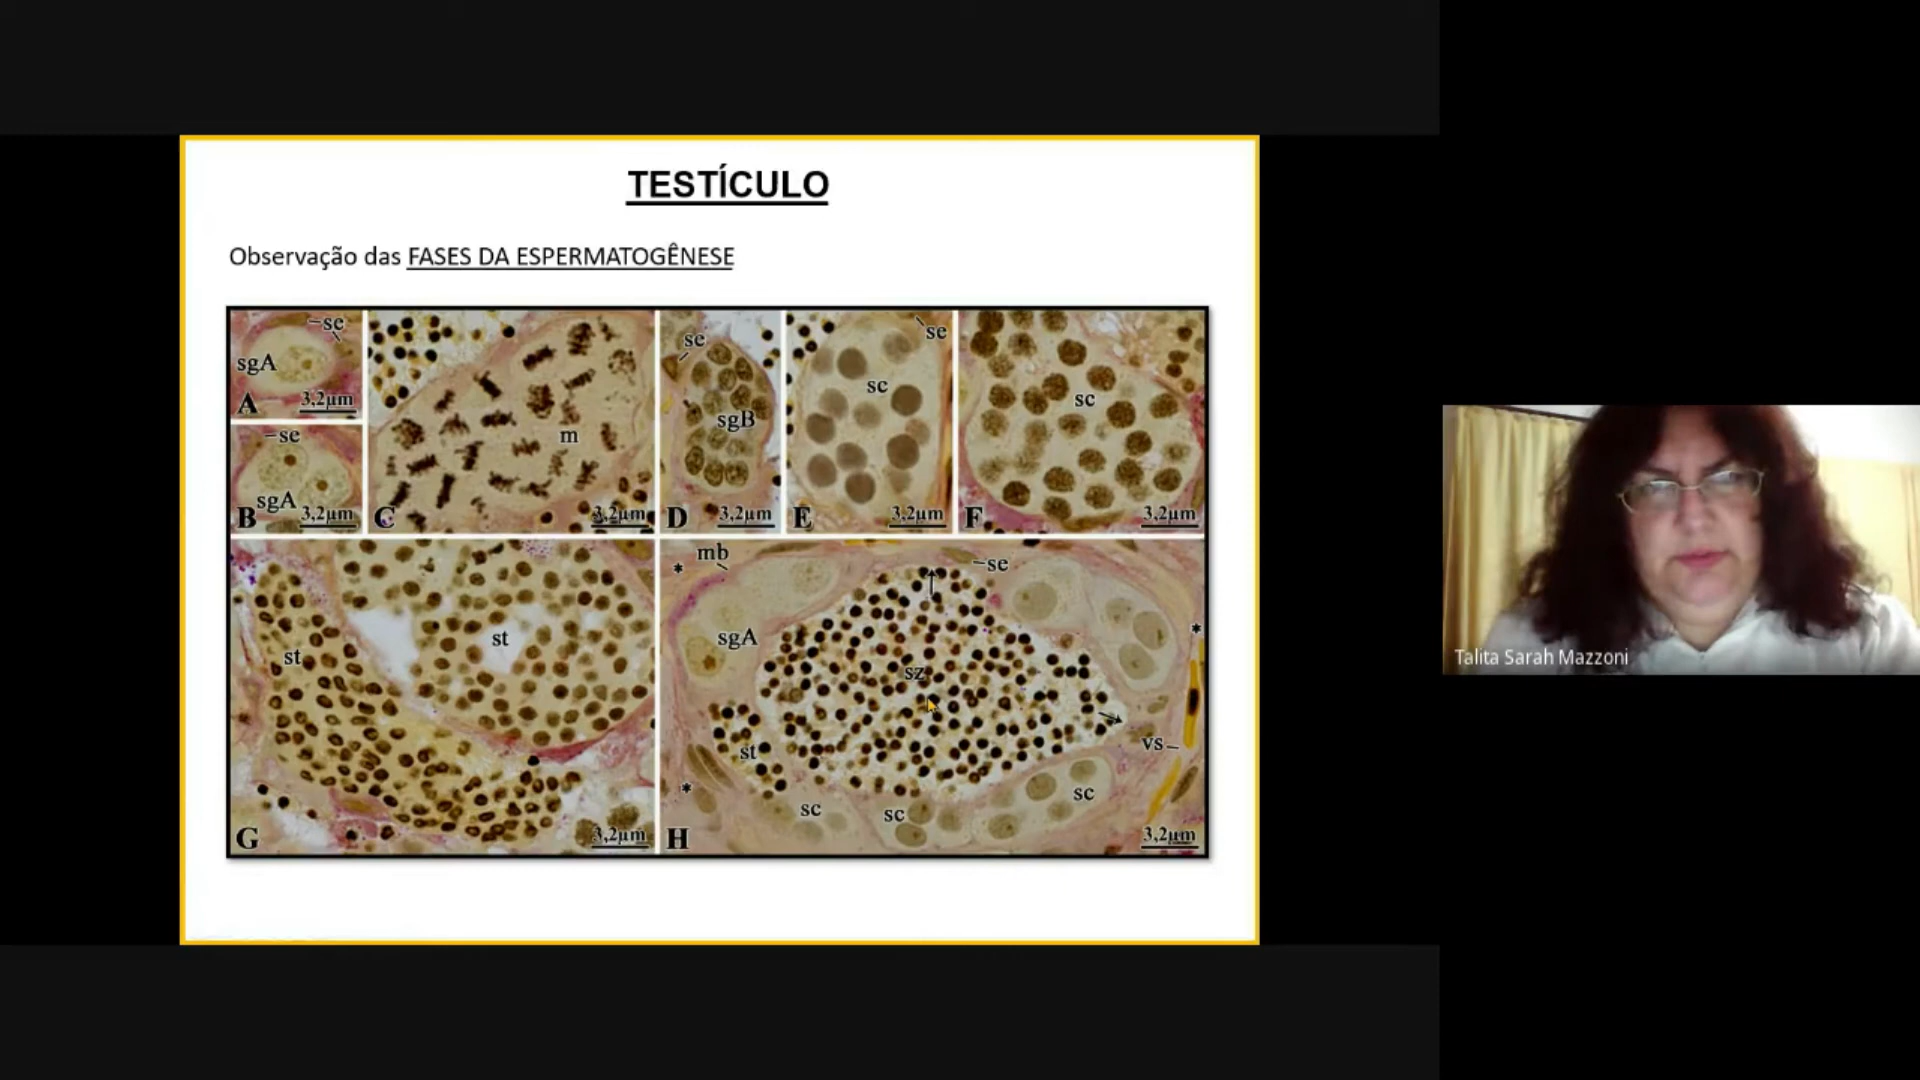 TESTÍCULO
Observação das FASES DA ESPERMATOGÊNESE
se
sgA
A 3,2µm
se
sgA
B 3,2µm
m
C 3,2µm
se
sgB
D 3,2µm
se
sc
E 3,2µm
sc
F 3,2µm
st
st
G 3,2µm
mb
*
se
sgA
*
sz
st
vs
*
sc
sc
sc
H 3,2µm
Talita Sarah Mazzoni